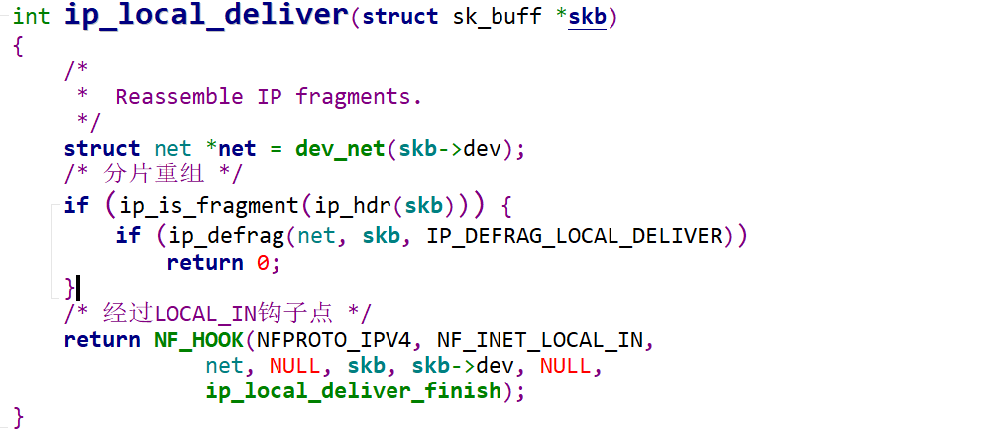 int ip_local_deliver(struct sk_buff *skb)
{
    /*
     *  Reassemble IP fragments.
     */
    struct net *net = dev_net(skb->dev);
    /* 分片重组 */
    if (ip_is_fragment(ip_hdr(skb))) {
        if (ip_defrag(net, skb, IP_DEFRAG_LOCAL_DELIVER))
            return 0;
    }
    /* 经过LOCAL_IN钩子点 */
    return NF_HOOK(NFPROTO_IPV4, NF_INET_LOCAL_IN,
               net, NULL, skb, skb->dev, NULL,
               ip_local_deliver_finish);
}